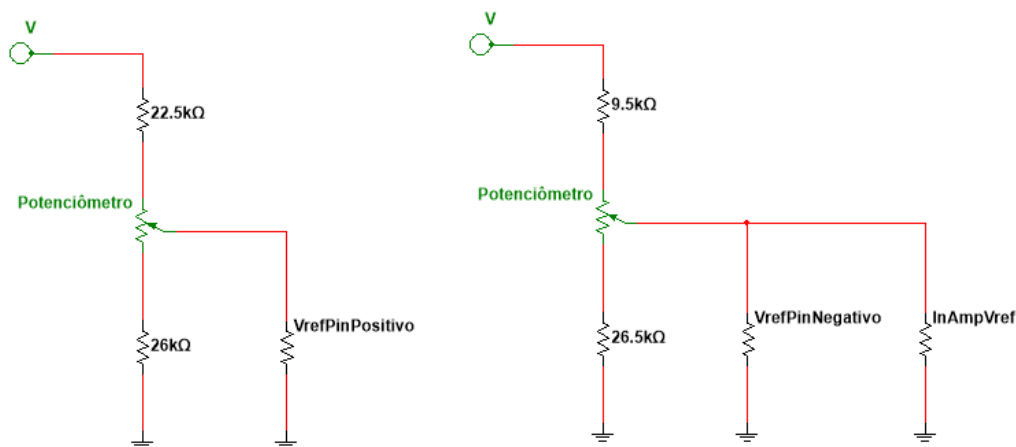 V
22.5kΩ
Potenciômetro
VrefPinPositivo
26kΩ
V
9.5kΩ
Potenciômetro
VrefPinNegativo
InAmpVref
26.5kΩ